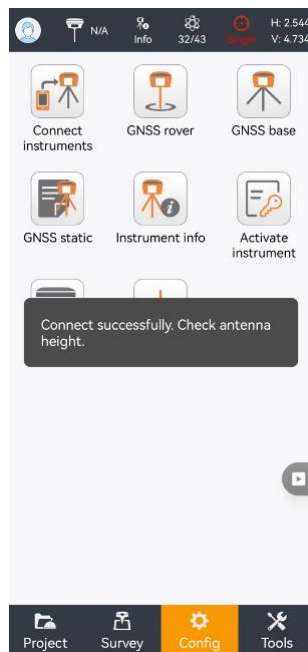 N/A
Info
32/43
Single
H: 2.544
V: 4.734
Connect
instruments
GNSS rover
GNSS base
GNSS static
Instrument info
Activate
instrument
Connect successfully. Check antenna
height.
Project
Survey
Config
Tools